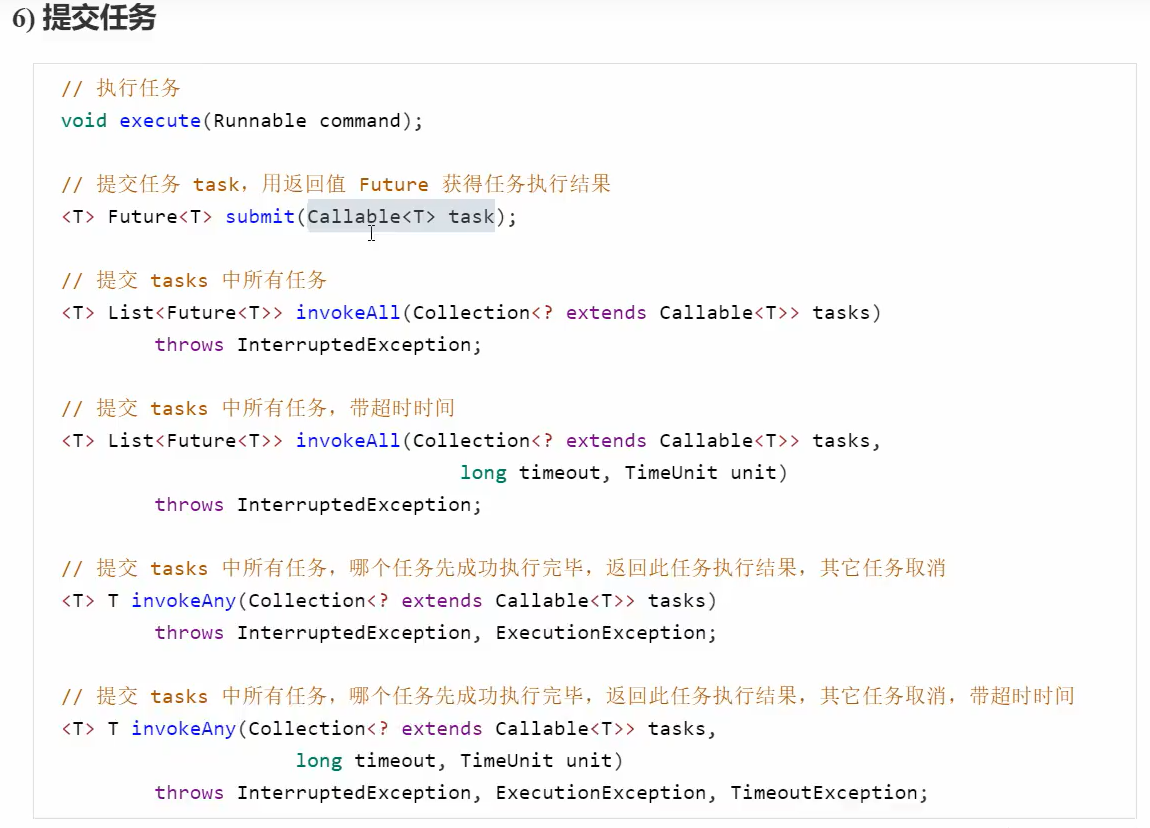 6) 提交任务
// 执行任务
void execute(Runnable command);
// 提交任务 task，用返回值 Future 获得任务执行结果
<T> Future<T> submit(Callable<T> task);
// 提交 tasks 中所有任务
<T> List<Future<T>> invokeAll(Collection<? extends Callable<T>> tasks)
throws InterruptedException;
// 提交 tasks 中所有任务，带超时时间
<T> List<Future<T>> invokeAll(Collection<? extends Callable<T>> tasks,
long timeout, TimeUnit unit)
throws InterruptedException;
// 提交 tasks 中所有任务，哪个任务先成功执行完毕，返回此任务执行结果，其它任务取消
<T> T invokeAny(Collection<? extends Callable<T>> tasks)
throws InterruptedException, ExecutionException;
// 提交 tasks 中所有任务，哪个任务先成功执行完毕，返回此任务执行结果，其它任务取消，带超时时间
<T> T invokeAny(Collection<? extends Callable<T>> tasks,
long timeout, TimeUnit unit)
throws InterruptedException, ExecutionException, TimeoutException;